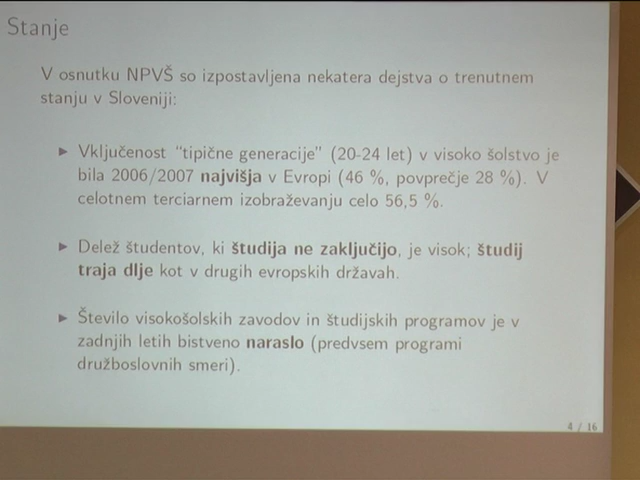 Stanje
V osnutku NPVŠ so izpostavljena nekatera dejstva o trenutnem
stanju v Sloveniji:
▶ Vključenost "tipične generacije" (20-24 let) v visoko šolstvo je
bila 2006/2007 najvišja v Evropi (46 %, povprečje 28 %). V
celotnem terciarnem izobraževanju celo 56,5 %.
▶ Delež študentov, ki študija ne zaključijo, je visok; študij
traja dlje kot v drugih evropskih državah.
▶ Število visokošolskih zavodov in študijskih programov je v
zadnjih letih bistveno naraslo (predvsem programi
družboslovnih smeri).
4 / 16